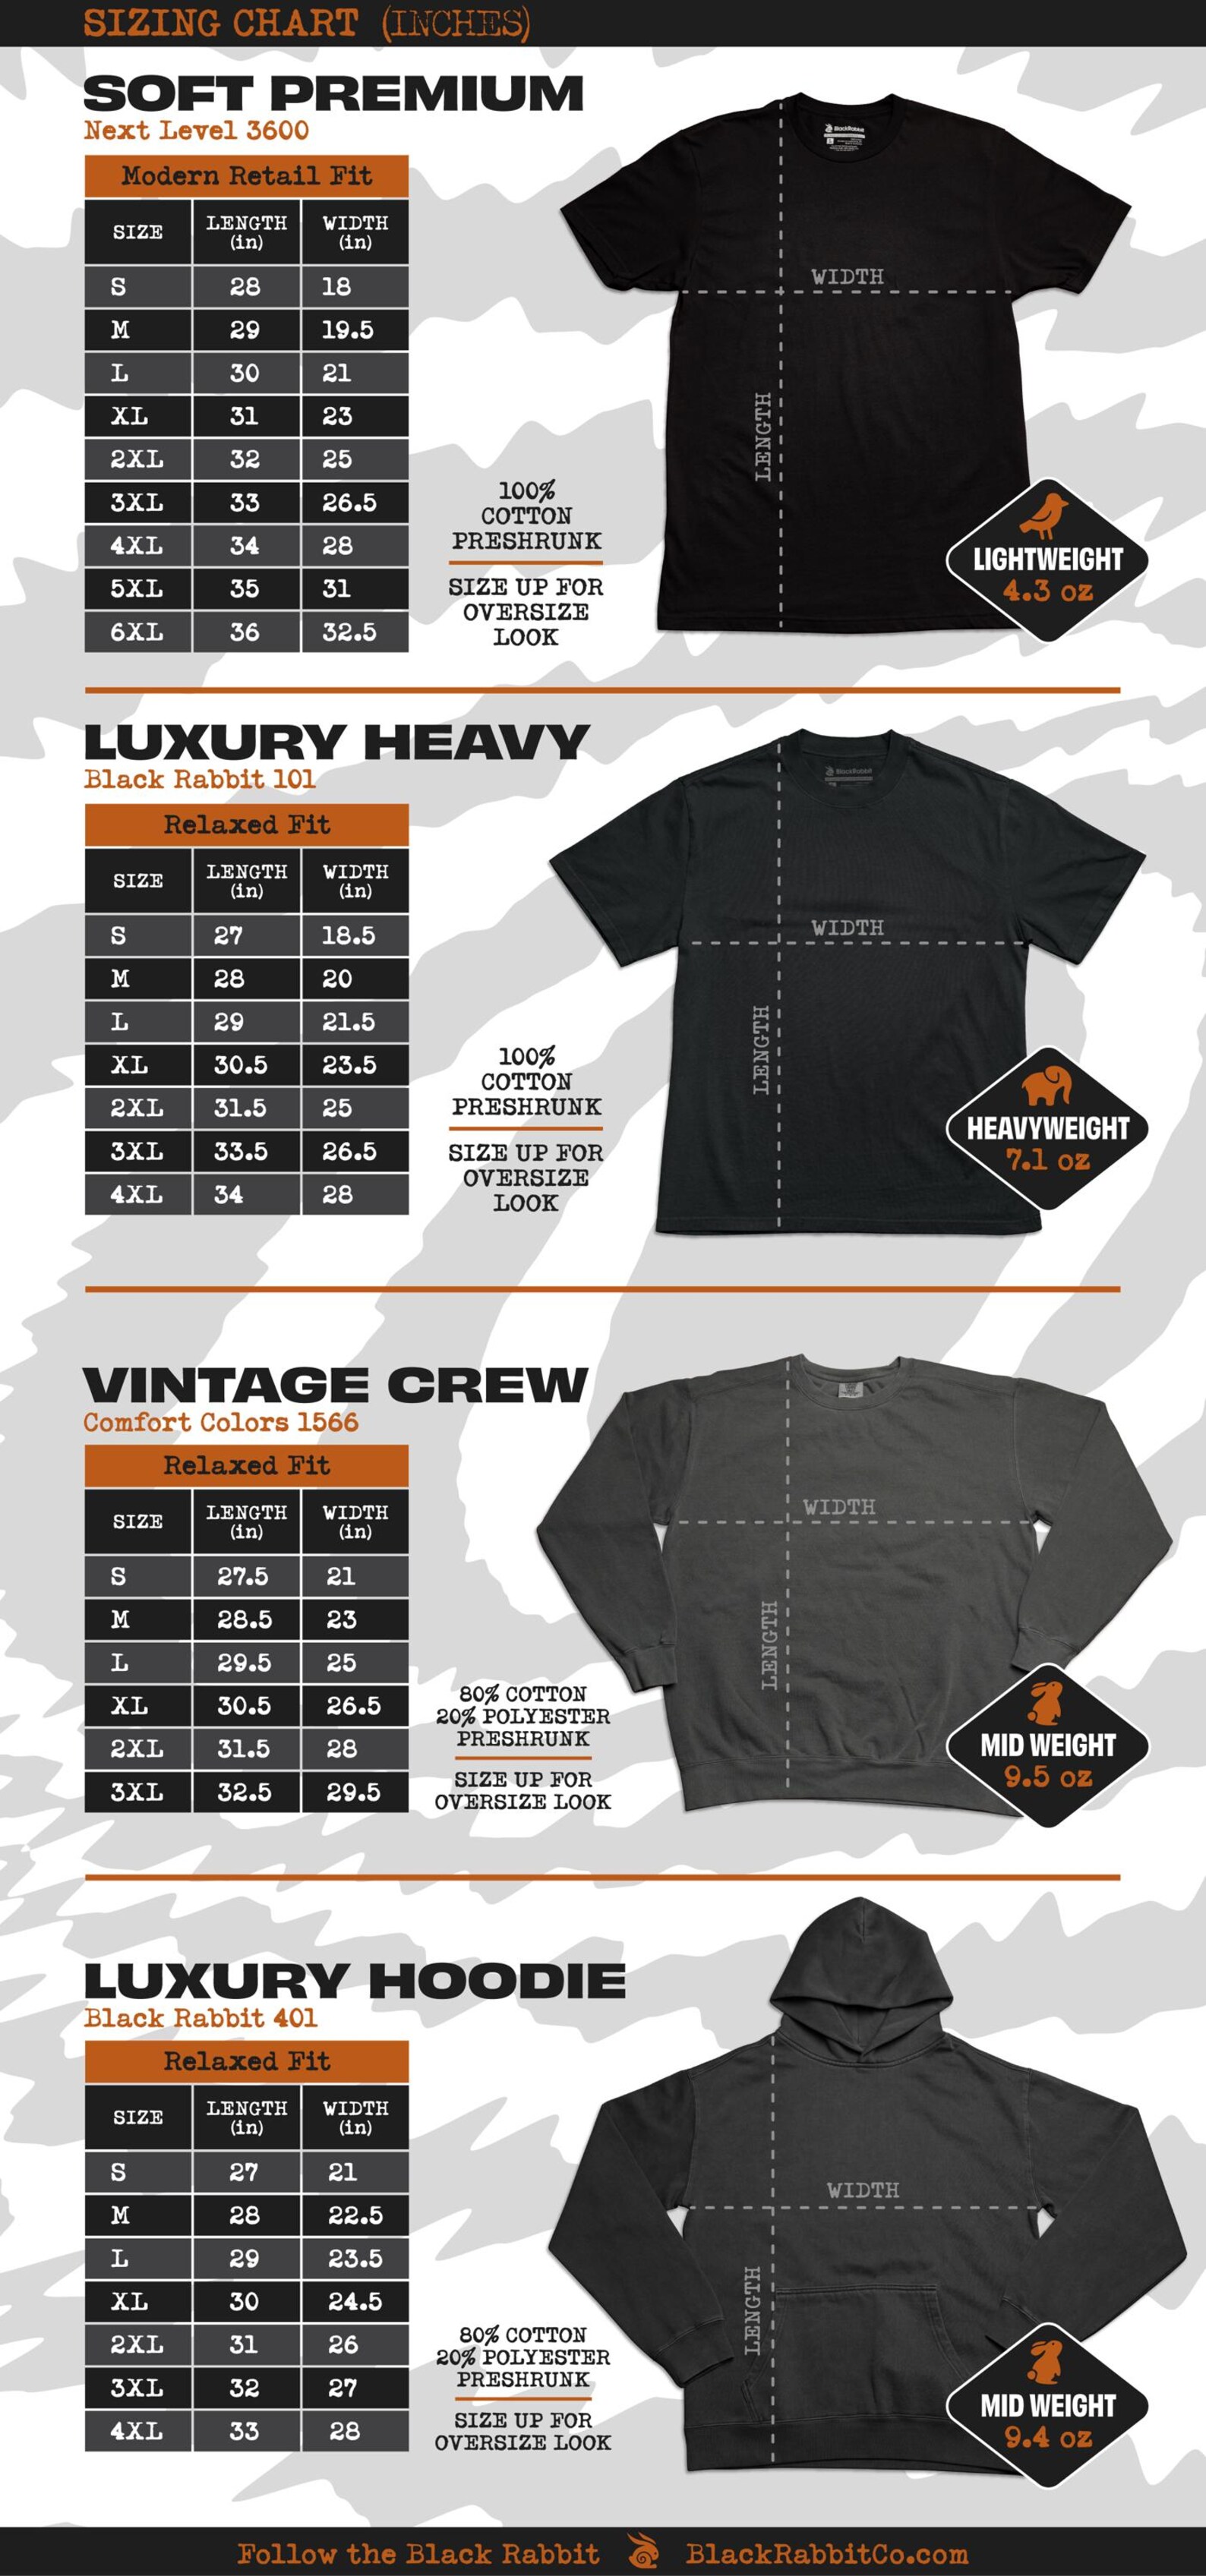 SIZING CHART (INCHES)
SOFT PREMIUM
Next Level 3600
Modern Retail Fit
SIZE LENGTH (in) WIDTH (in)
S 28 18
M 29 19.5
L 30 21
XL 31 23
2XL 32 25
3XL 33 26.5
4XL 34 28
5XL 35 31
6XL 36 32.5
100%
COTTON
PRESHRUNK
SIZE UP FOR
OVERSIZE
LOOK
BlackRabbit
WIDTH
LENGTH
LIGHTWEIGHT
4.3 oz
LUXURY HEAVY
Black Rabbit 101
Relaxed Fit
SIZE LENGTH (in) WIDTH (in)
S 27 18.5
M 28 20
L 29 21.5
XL 30.5 23.5
2XL 31.5 25
3XL 33.5 26.5
4XL 34 28
100%
COTTON
PRESHRUNK
SIZE UP FOR
OVERSIZE
LOOK
BlackRabbit
WIDTH
LENGTH
HEAVYWEIGHT
7.1 oz
VINTAGE CREW
Comfort Colors 1566
Relaxed Fit
SIZE LENGTH (in) WIDTH (in)
S 27.5 21
M 28.5 23
L 29.5 25
XL 30.5 26.5
2XL 31.5 28
3XL 32.5 29.5
80% COTTON
20% POLYESTER
PRESHRUNK
SIZE UP FOR
OVERSIZE LOOK
WIDTH
LENGTH
MID WEIGHT
9.5 oz
LUXURY HOODIE
Black Rabbit 401
Relaxed Fit
SIZE LENGTH (in) WIDTH (in)
S 27 21
M 28 22.5
L 29 23.5
XL 30 24.5
2XL 31 26
3XL 32 27
4XL 33 28
80% COTTON
20% POLYESTER
PRESHRUNK
SIZE UP FOR
OVERSIZE LOOK
WIDTH
LENGTH
MID WEIGHT
9.4 oz
Follow the Black Rabbit BlackRabbitCo.com